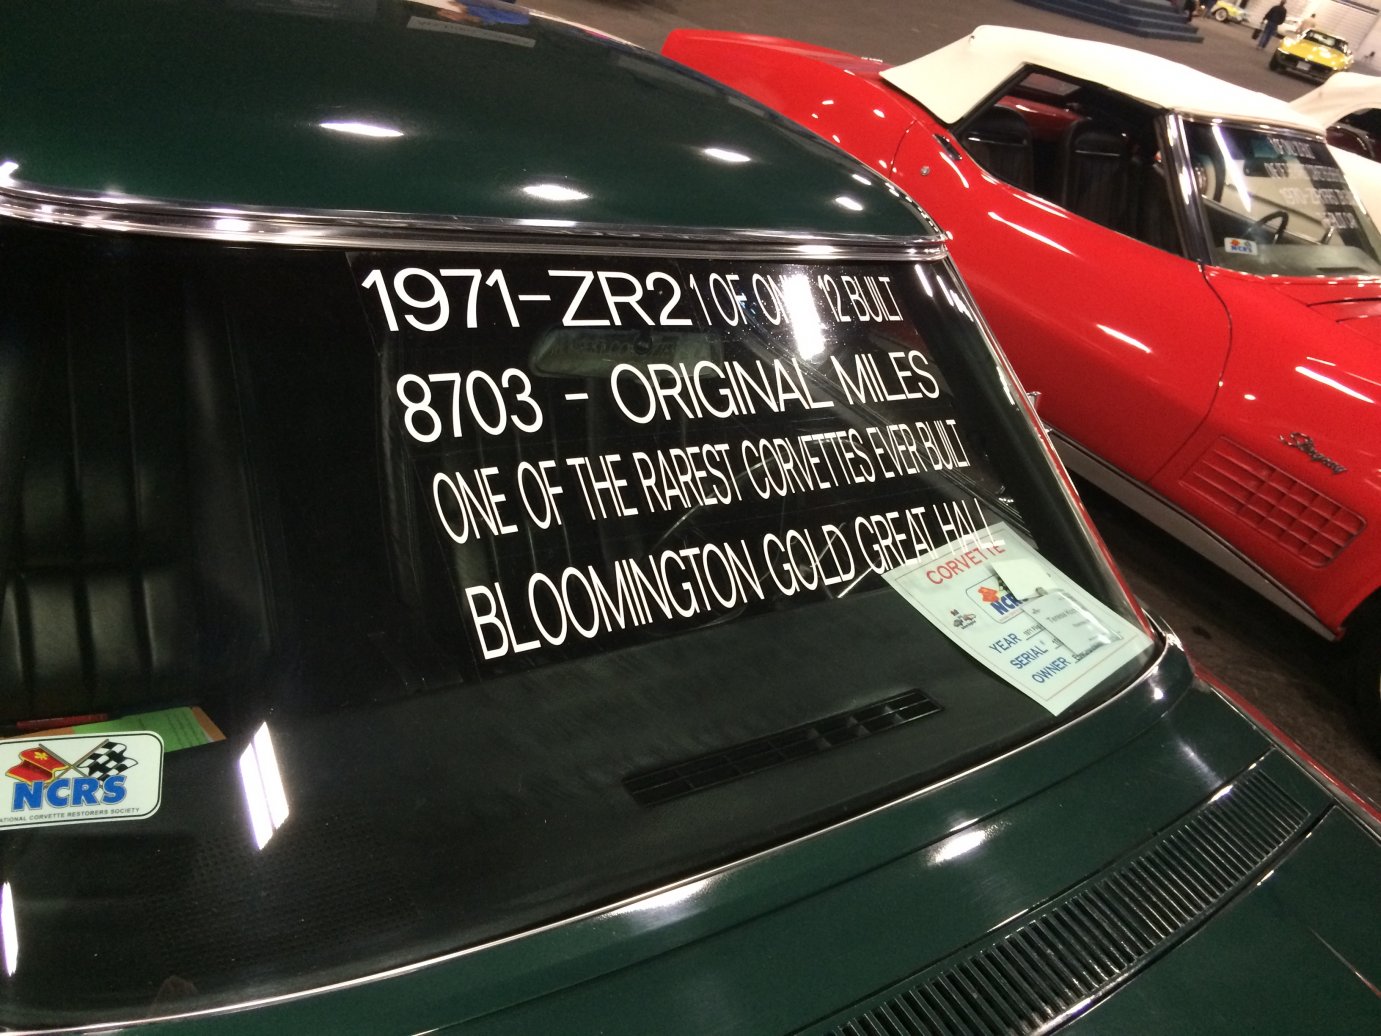 1971-ZR2 1 OF ONLY 12 BUILT
8703 - ORIGINAL MILES
ONE OF THE RAREST CORVETTES EVER BUILT
BLOOMINGTON GOLD GREAT HALL
CORVETTE
NCRS
YEAR
SERIAL
OWNER
NCRS
NATIONAL CORVETTE RESTORERS SOCIETY
Stingray
NCRS